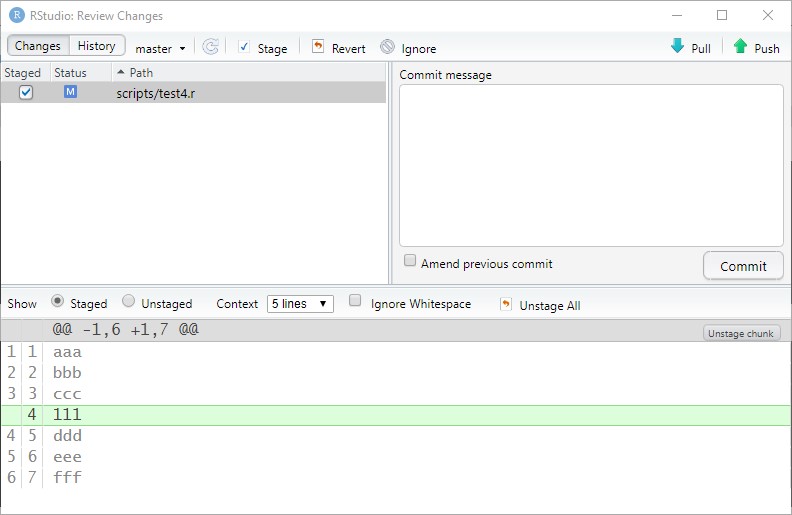 R RStudio: Review Changes
Changes History master Stage Revert Ignore Pull Push
Staged Status Path
M scripts/test4.r
Commit message
Amend previous commit Commit
Show Staged Unstaged Context 5 lines Ignore Whitespace Unstage All
@@ -1,6 +1,7 @@ Unstage chunk
1 1 aaa
2 2 bbb
3 3 ccc
4 111
4 5 ddd
5 6 eee
6 7 fff